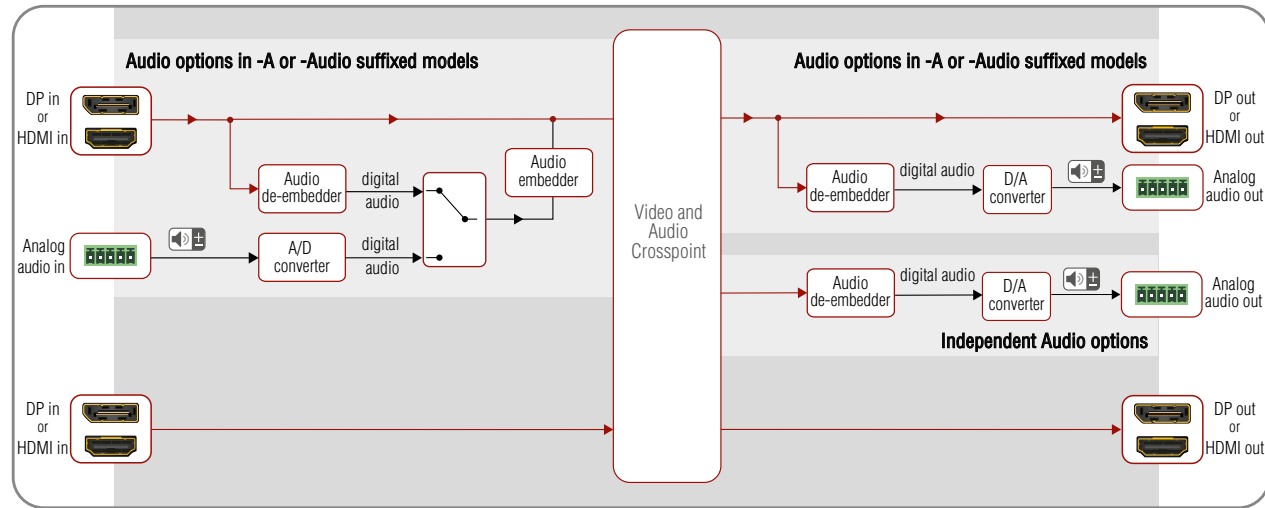 Audio options in -A or -Audio suffixed models
Audio options in -A or -Audio suffixed models
DP in
or
HDMI in
DP out
or
HDMI out
Audio
de-embedder
digital
audio
Audio
embedder
Analog
audio in
A/D
converter
digital
audio
Video and
Audio
Crosspoint
Audio
de-embedder
digital audio
D/A
converter
Analog
audio out
Audio
de-embedder
digital audio
D/A
converter
Analog
audio out
Independent Audio options
DP in
or
HDMI in
DP out
or
HDMI out